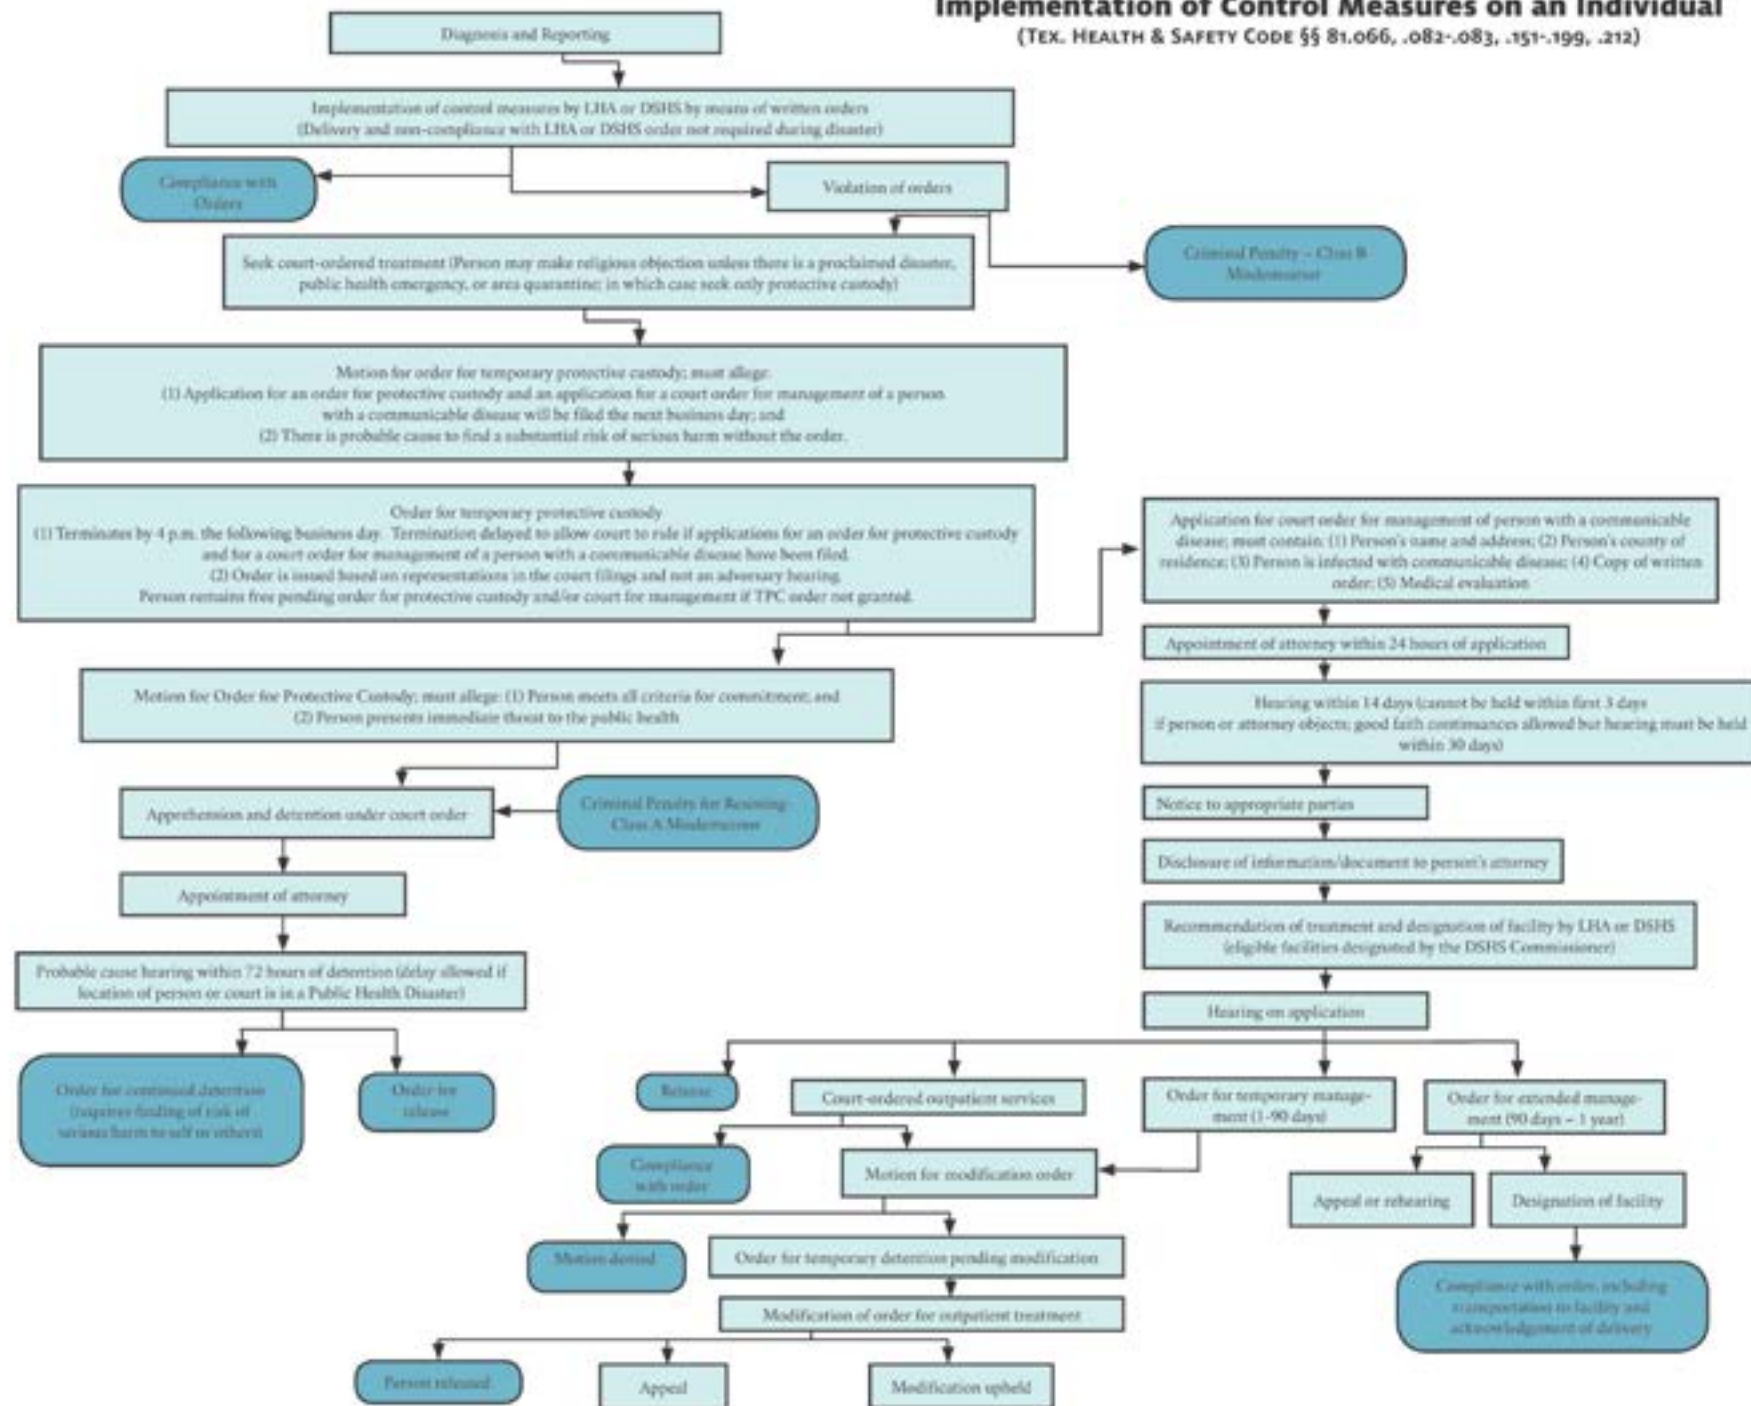 Implementation of Control Measures on an Individual
(TEX. HEALTH & SAFETY CODE §§ 81.066, .082-.083, .151-.199, .212)
Diagnosis and Reporting
Implementation of control measures by LHA or DSHS by means of written orders
(Delivery and non-compliance with LHA or DSHS order not required during disaster)
Compliance with
Orders
Violation of orders
Criminal Penalty – Class B
Misdemeanor
Seek court-ordered treatment (Person may make religious objection unless there is a proclaimed disaster,
public health emergency, or area quarantine; in which case seek only protective custody)
Motion for order for temporary protective custody; must allege:
(1) Application for an order for protective custody and an application for a court order for management of a person
with a communicable disease will be filed the next business day; and
(2) There is probable cause to find a substantial risk of serious harm without the order.
Order for temporary protective custody
(1) Terminates by 4 p.m. the following business day. Termination delayed to allow court to rule if applications for an order for protective custody
and for a court order for management of a person with a communicable disease have been filed.
(2) Order is issued based on representations in the court filings and not an adversary hearing.
Person remains free pending order for protective custody and/or court for management if TPC order not granted.
Motion for Order for Protective Custody; must allege: (1) Person meets all criteria for commitment; and
(2) Person presents immediate threat to the public health
Apprehension and detention under court order
Criminal Penalty for Resisting-
Class A Misdemeanor
Appointment of attorney
Probable cause hearing within 72 hours of detention (delay allowed if
location of person or court is in a Public Health Disaster)
Order for continued detention
(requires finding of risk of
serious harm to self or others)
Order for
release
Application for court order for management of person with a communicable
disease; must contain: (1) Person's name and address; (2) Person's county of
residence; (3) Person is infected with communicable disease; (4) Copy of written
order; (5) Medical evaluation
Appointment of attorney within 24 hours of application
Hearing within 14 days (cannot be held within first 3 days
if person or attorney objects; good faith continuances allowed but hearing must be held
within 30 days)
Notice to appropriate parties
Disclosure of information/document to person's attorney
Recommendation of treatment and designation of facility by LHA or DSHS
(eligible facilities designated by the DSHS Commissioner)
Hearing on application
Release
Court-ordered outpatient services
Order for temporary manage-
ment (1-90 days)
Order for extended manage-
ment (90 days – 1 year)
Compliance
with order
Motion for modification order
Appeal or rehearing
Designation of facility
Motion denied
Order for temporary detention pending modification
Compliance with order, including
transportation to facility and
acknowledgement of delivery
Modification of order for outpatient treatment
Person released
Appeal
Modification upheld